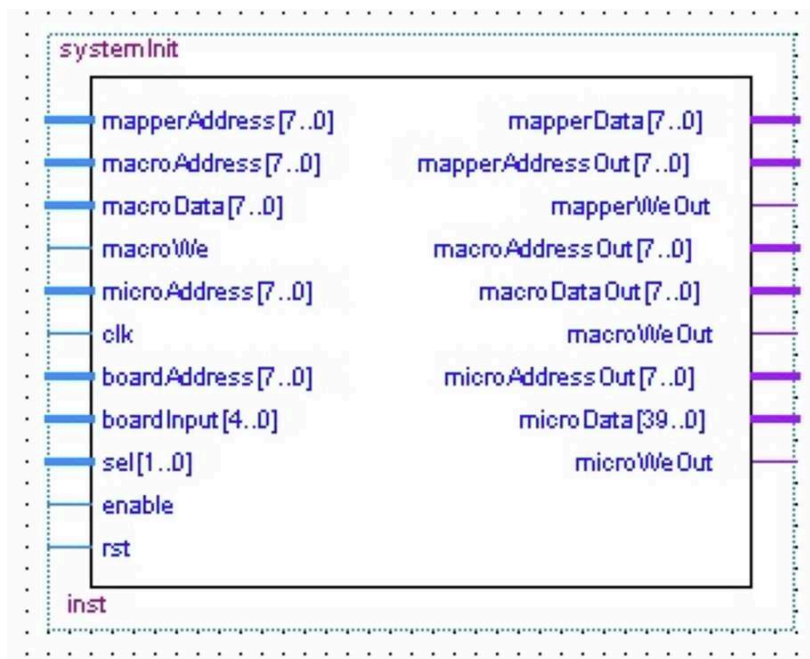 systemInit
mapperAddress[7..0] mapperData[7..0]
macroAddress[7..0] mapperAddressOut[7..0]
macroData[7..0] mapperWeOut
macroWe macroAddressOut[7..0]
microAddress[7..0] macroDataOut[7..0]
clk macroWeOut
boardAddress[7..0] microAddressOut[7..0]
boardInput[4..0] microData[39..0]
sel[1..0] microWeOut
enable
rst
inst